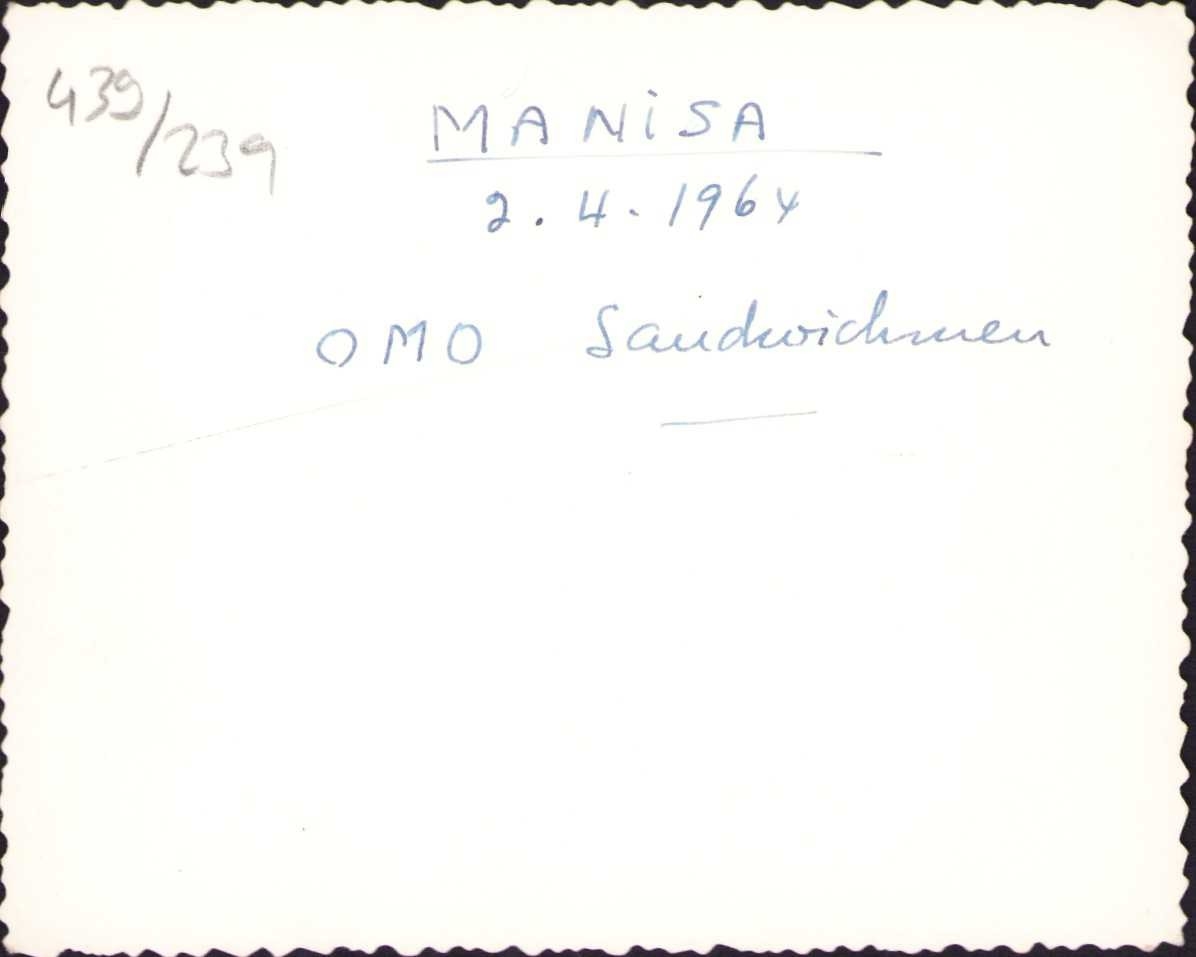 439/239
MANiSA
2.4.1964
OMO Sandwichmen